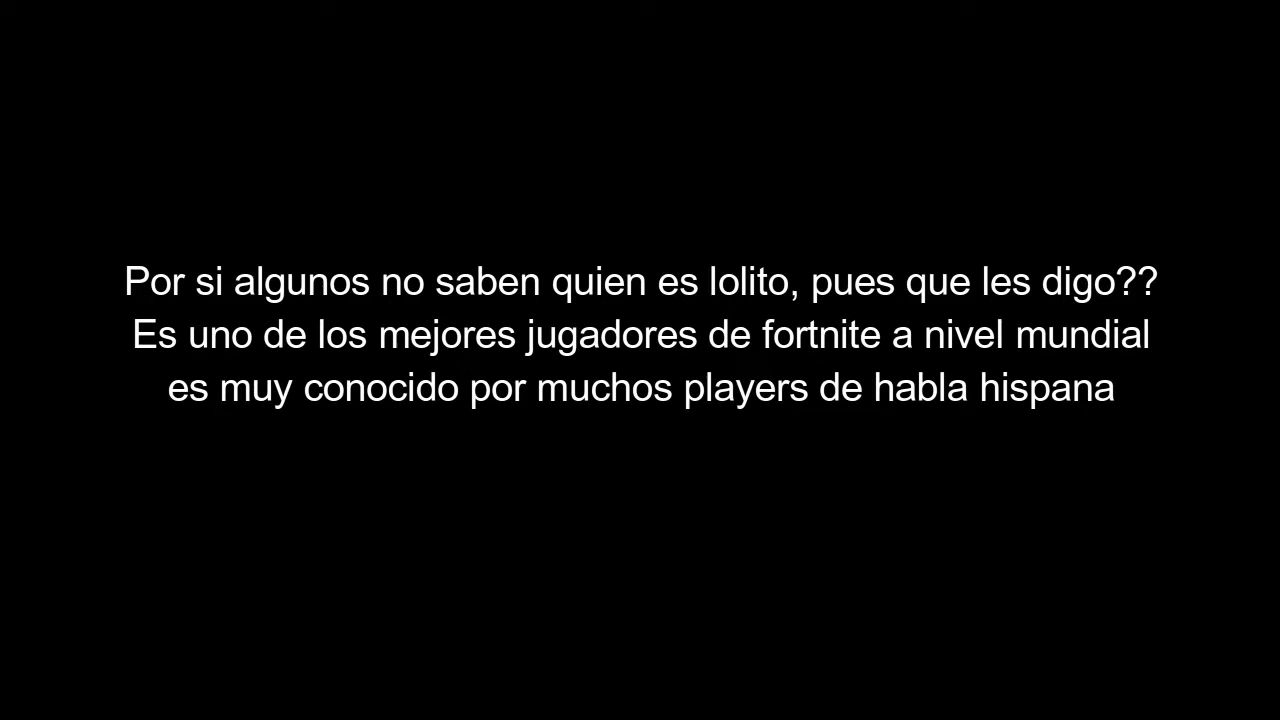 Por si algunos no saben quien es lolito, pues que les digo??
Es uno de los mejores jugadores de fortnite a nivel mundial
es muy conocido por muchos players de habla hispana